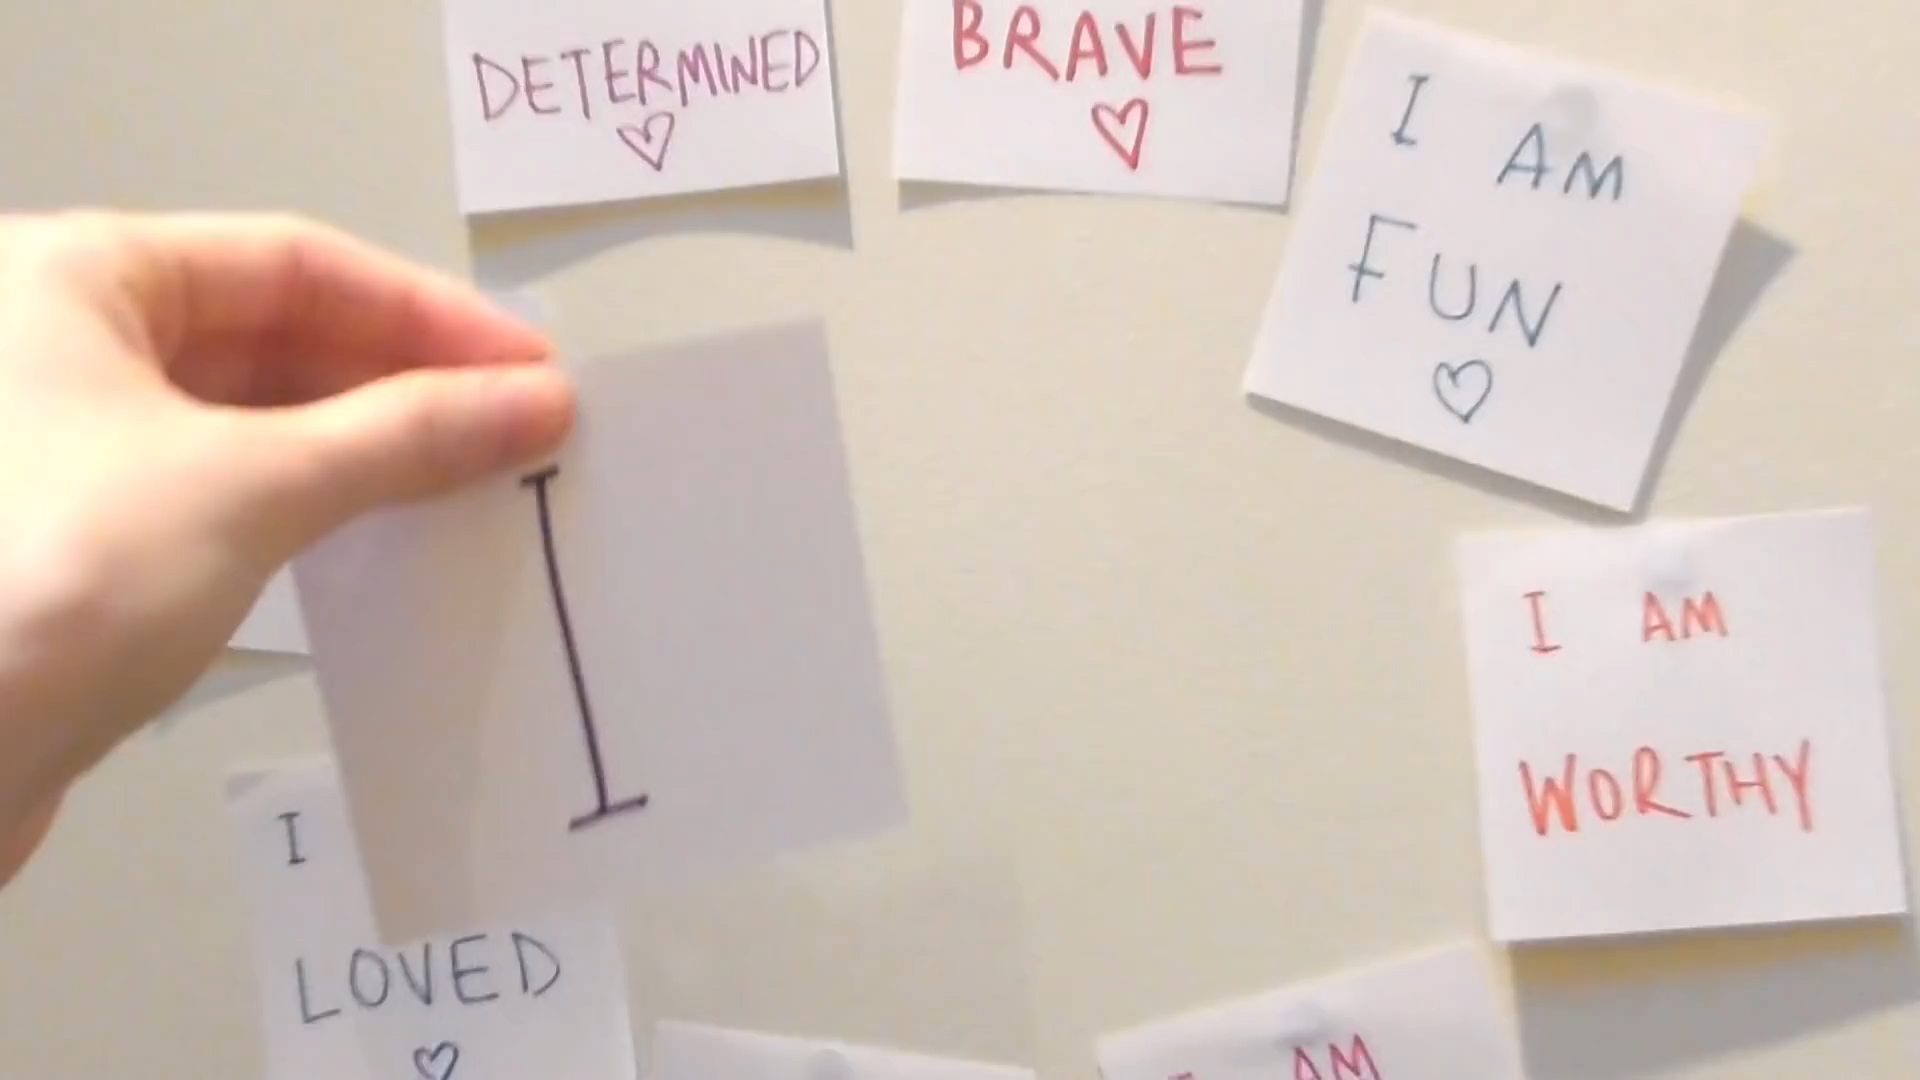 DETERMINED
♡
BRAVE
♡
I AM
FUN
♡
I
I AM
WORTHY
I
LOVED
♡
I AM